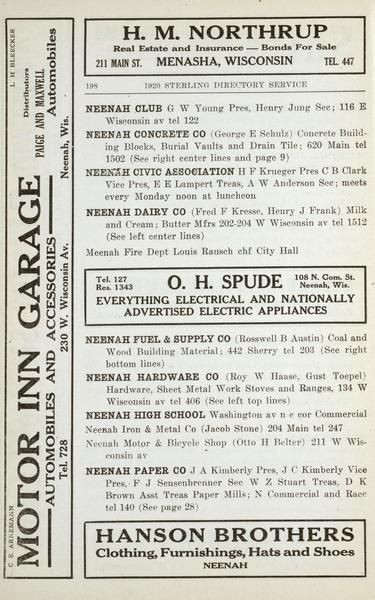 H. M. NORTHRUP
Real Estate and Insurance — Bonds For Sale
211 MAIN ST. MENASHA, WISCONSIN TEL. 447
198 1920 STERLING DIRECTORY SERVICE
NEENAH CLUB G W Young Pres, Henry Jung Sec; 116 E
Wisconsin av tel 122
NEENAH CONCRETE CO (George E Schulz) Concrete Build-
ing Blocks, Burial Vaults and Drain Tile; 620 Main tel
1502 (See right center lines and page 9)
NEENAH CIVIC ASSOCIATION H F Krueger Pres C B Clark
Vice Pres, E E Lampert Treas, A W Anderson Sec; meets
every Monday noon at luncheon
NEENAH DAIRY CO (Fred F Kresse, Henry J Frank) Milk
and Cream; Butter Mfrs 202-204 W Wisconsin av tel 1512
(See left center lines)
Meenah Fire Dept Louis Rausch chf City Hall
Tel. 127
Res. 1343
O. H. SPUDE
108 N. Com. St.
Neenah, Wis.
EVERYTHING ELECTRICAL AND NATIONALLY
ADVERTISED ELECTRIC APPLIANCES
NEENAH FUEL & SUPPLY CO (Rosswell B Austin) Coal and
Wood Building Material; 442 Sherry tel 203 (See right
bottom lines)
NEENAH HARDWARE CO (Roy W Haase, Gust Toepel)
Hardware, Sheet Metal Work Stoves and Ranges, 134 W
Wisconsin av tel 406 (See left top lines)
NEENAH HIGH SCHOOL Washington av n e cor Commercial
Neenah Iron & Metal Co (Jacob Stone) 204 Main tel 247
Neenah Motor & Bicycle Shop (Otto H Belter) 211 W Wis-
consin av
NEENAH PAPER CO J A Kimberly Pres, J C Kimberly Vice
Pres, F J Sensenbrenner Sec W Z Stuart Treas, D K
Brown Asst Treas Paper Mills; N Commercial and Race
tel 140 (See page 28)
HANSON BROTHERS
Clothing, Furnishings, Hats and Shoes
NEENAH
C E ARNEMANN L H BLEECKER
MOTOR INN GARAGE
Distributors
PAIGE AND MAXWELL
Automobiles
AUTOMOBILES AND ACCESSORIES
Tel. 728 230 W. Wisconsin Av. Neenah, Wis.